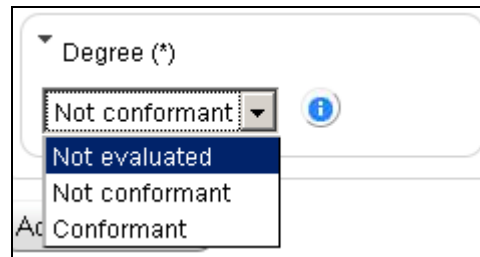 Degree (*)
Not conformant
Not evaluated
Not conformant
Conformant